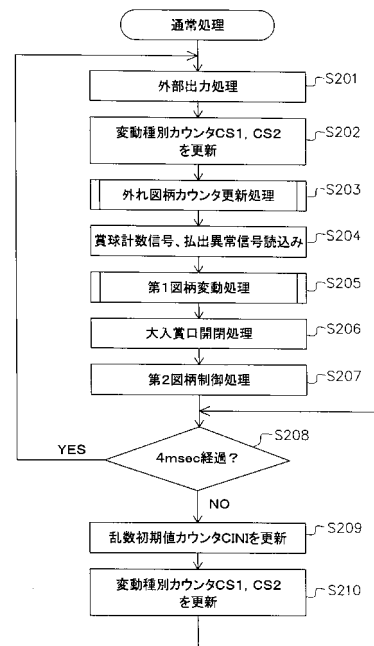 通常処理
外部出力処理
S201
変動種別カウンタCS1, CS2
を更新
S202
外れ図柄カウンタ更新処理
S203
賞球計数信号、払出異常信号読込み
S204
第1図柄変動処理
S205
大入賞口開閉処理
S206
第2図柄制御処理
S207
4msec経過?
S208
YES
NO
乱数初期値カウンタCINIを更新
S209
変動種別カウンタCS1, CS2
を更新
S210